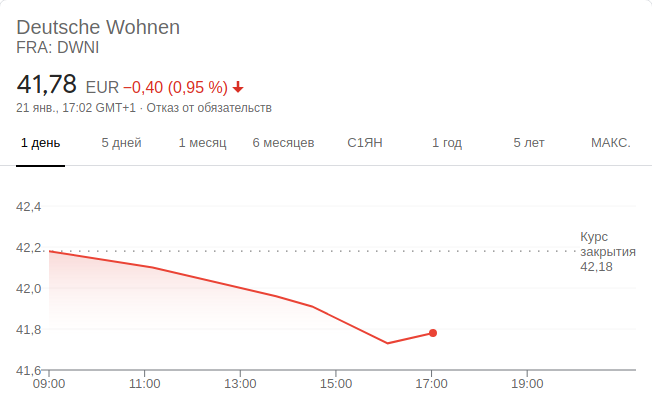 Deutsche Wohnen
FRA: DWNI
41,78 EUR −0,40 (0,95 %)
21 янв., 17:02 GMT+1 · Отказ от обязательств
1 день 5 дней 1 месяц 6 месяцев С1ЯН 1 год 5 лет МАКС.
42,4
Курс
42,2 закрытия
42,18
42,0
41,8
41,6
09:00 11:00 13:00 15:00 17:00 19:00